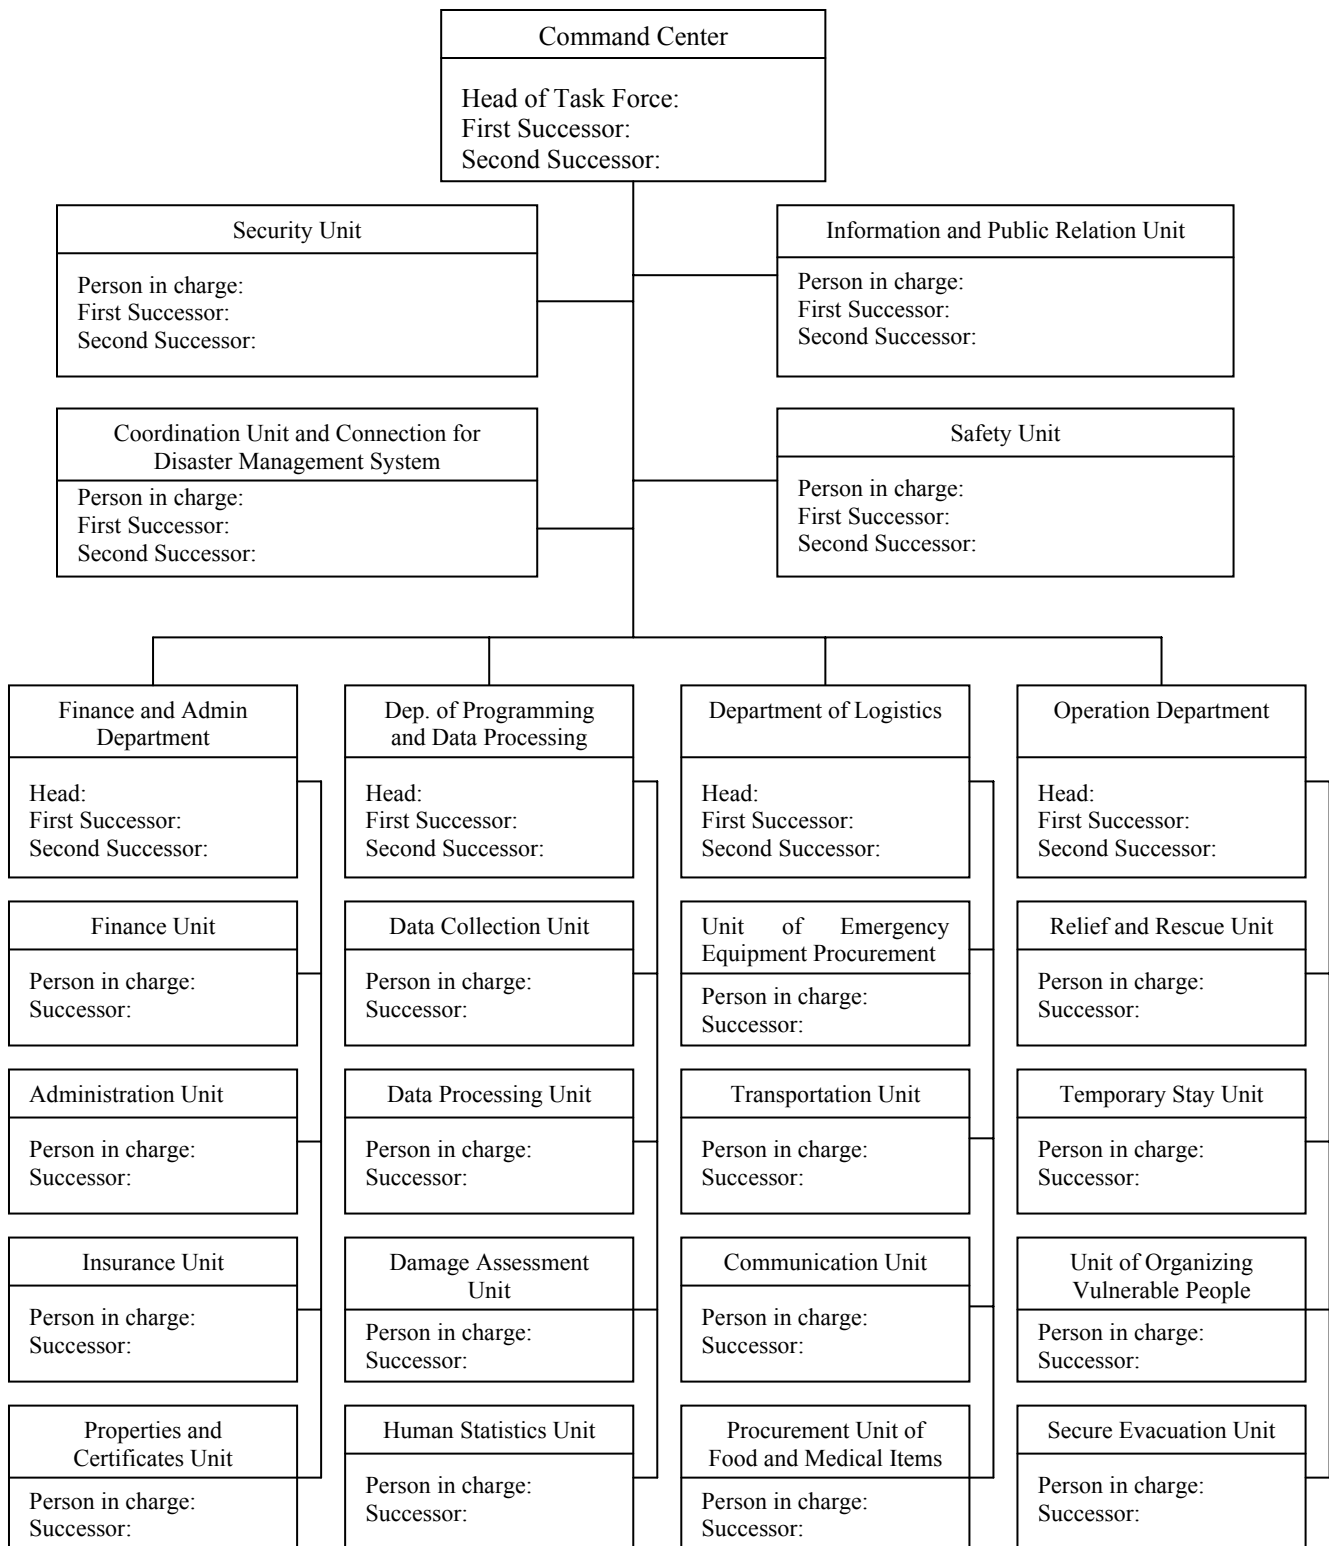 Command Center
Head of Task Force:
First Successor:
Second Successor:
Security Unit
Person in charge:
First Successor:
Second Successor:
Information and Public Relation Unit
Person in charge:
First Successor:
Second Successor:
Coordination Unit and Connection for
Disaster Management System
Person in charge:
First Successor:
Second Successor:
Safety Unit
Person in charge:
First Successor:
Second Successor:
Finance and Admin
Department
Head:
First Successor:
Second Successor:
Dep. of Programming
and Data Processing
Head:
First Successor:
Second Successor:
Department of Logistics
Head:
First Successor:
Second Successor:
Operation Department
Head:
First Successor:
Second Successor:
Finance Unit
Person in charge:
Successor:
Data Collection Unit
Person in charge:
Successor:
Unit of Emergency
Equipment Procurement
Person in charge:
Successor:
Relief and Rescue Unit
Person in charge:
Successor:
Administration Unit
Person in charge:
Successor:
Data Processing Unit
Person in charge:
Successor:
Transportation Unit
Person in charge:
Successor:
Temporary Stay Unit
Person in charge:
Successor:
Insurance Unit
Person in charge:
Successor:
Damage Assessment
Unit
Person in charge:
Successor:
Communication Unit
Person in charge:
Successor:
Unit of Organizing
Vulnerable People
Person in charge:
Successor:
Properties and
Certificates Unit
Person in charge:
Successor:
Human Statistics Unit
Person in charge:
Successor:
Procurement Unit of
Food and Medical Items
Person in charge:
Successor:
Secure Evacuation Unit
Person in charge:
Successor: